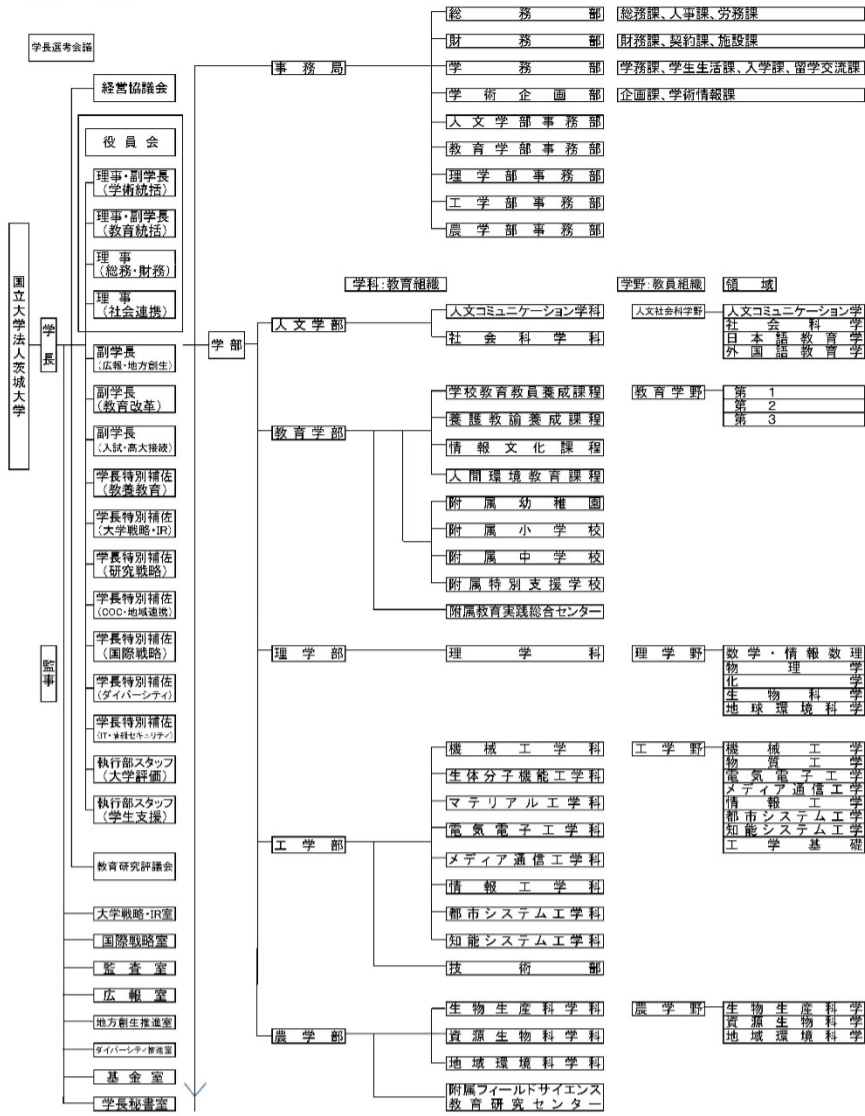 学長選考会議
国立大学法人茨城大学
学長
監事
経営協議会
役員会
理事・副学長
(学術統括)
理事・副学長
(教育統括)
理事
(総務・財務)
理事
(社会連携)
副学長
(広報・地方創生)
副学長
(教育改革)
副学長
(入試・高大接続)
学長特別補佐
(教養教育)
学長特別補佐
(大学戦略・IR)
学長特別補佐
(研究戦略)
学長特別補佐
(COC・地域連携)
学長特別補佐
(国際戦略)
学長特別補佐
(ダイバーシティ)
学長特別補佐
(IT・情報セキュリティ)
執行部スタッフ
(大学評価)
執行部スタッフ
(学生支援)
教育研究評議会
大学戦略・IR室
国際戦略室
監査室
広報室
地方創生推進室
ダイバーシティ推進室
基金室
学長秘書室
事務局
総務部
総務課、人事課、労務課
財務部
財務課、契約課、施設課
学務部
学務課、学生生活課、入学課、留学交流課
学術企画部
企画課、学術情報課
人文学部事務部
教育学部事務部
理学部事務部
工学部事務部
農学部事務部
学科:教育組織
学野:教員組織
領域
学部
人文学部
人文コミュニケーション学科
社会科学科
人文社会科学野
人文コミュニケーション学
社会科学
日本語教育学
外国語教育学
教育学部
学校教育教員養成課程
養護教諭養成課程
情報文化課程
人間環境教育課程
附属幼稚園
附属小学校
附属中学校
附属特別支援学校
附属教育実践総合センター
教育学野
第1
第2
第3
理学部
理学科
理学野
数学・情報数理
物理学
化学
生物科学
地球環境科学
工学部
機械工学科
生体分子機能工学科
マテリアル工学科
電気電子工学科
メディア通信工学科
情報工学科
都市システム工学科
知能システム工学科
技術部
工学野
機械工学
物質工学
電気電子工学
メディア通信工学
情報工学
都市システム工学
知能システム工学
工学基礎
農学部
生物生産科学科
資源生物科学科
地域環境科学科
附属フィールドサイエンス
教育研究センター
農学野
生物生産科学
資源生物科学
地域環境科学